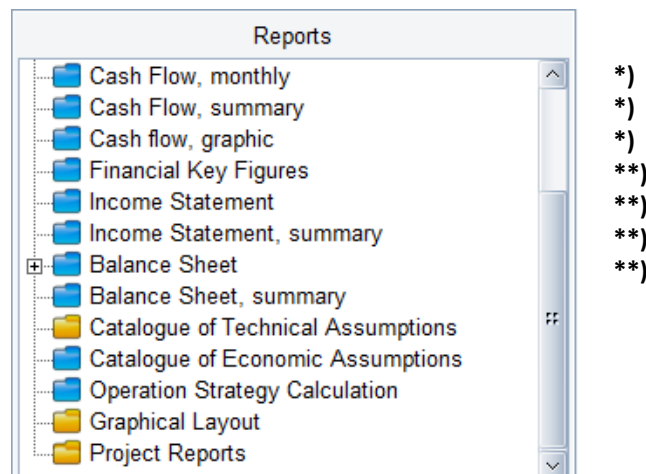 Reports
Cash Flow, monthly *)
Cash Flow, summary *)
Cash flow, graphic *)
Financial Key Figures **)
Income Statement **)
Income Statement, summary **)
Balance Sheet **)
Balance Sheet, summary
Catalogue of Technical Assumptions
Catalogue of Economic Assumptions
Operation Strategy Calculation
Graphical Layout
Project Reports